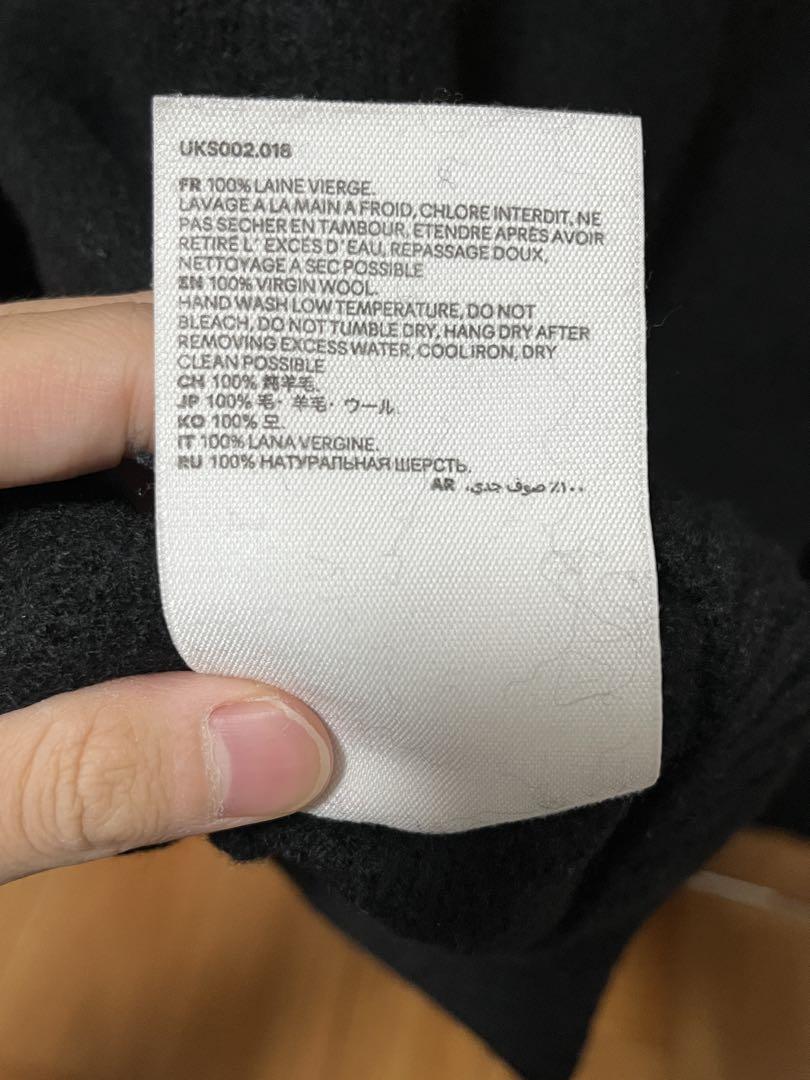 UKS002.018
FR 100% LAINE VIERGE.
LAVAGE A LA MAIN A FROID, CHLORE INTERDIT, NE
PAS SECHER EN TAMBOUR, ETENDRE APRÈS AVOIR
RETIRE L' EXCES D' EAU, REPASSAGE DOUX,
NETTOYAGE A SEC POSSIBLE
EN 100% VIRGIN WOOL.
HAND WASH LOW TEMPERATURE, DO NOT
BLEACH, DO NOT TUMBLE DRY, HANG DRY AFTER
REMOVING EXCESS WATER, COOL IRON, DRY
CLEAN POSSIBLE
CH 100% 純羊毛.
JP 100% 毛・羊毛・ウール.
KO 100% 모.
IT 100% LANA VERGINE.
RU 100% НАТУРАЛЬНАЯ ШЕРСТЬ.
AR ١٠٠٪ صوف جدي.